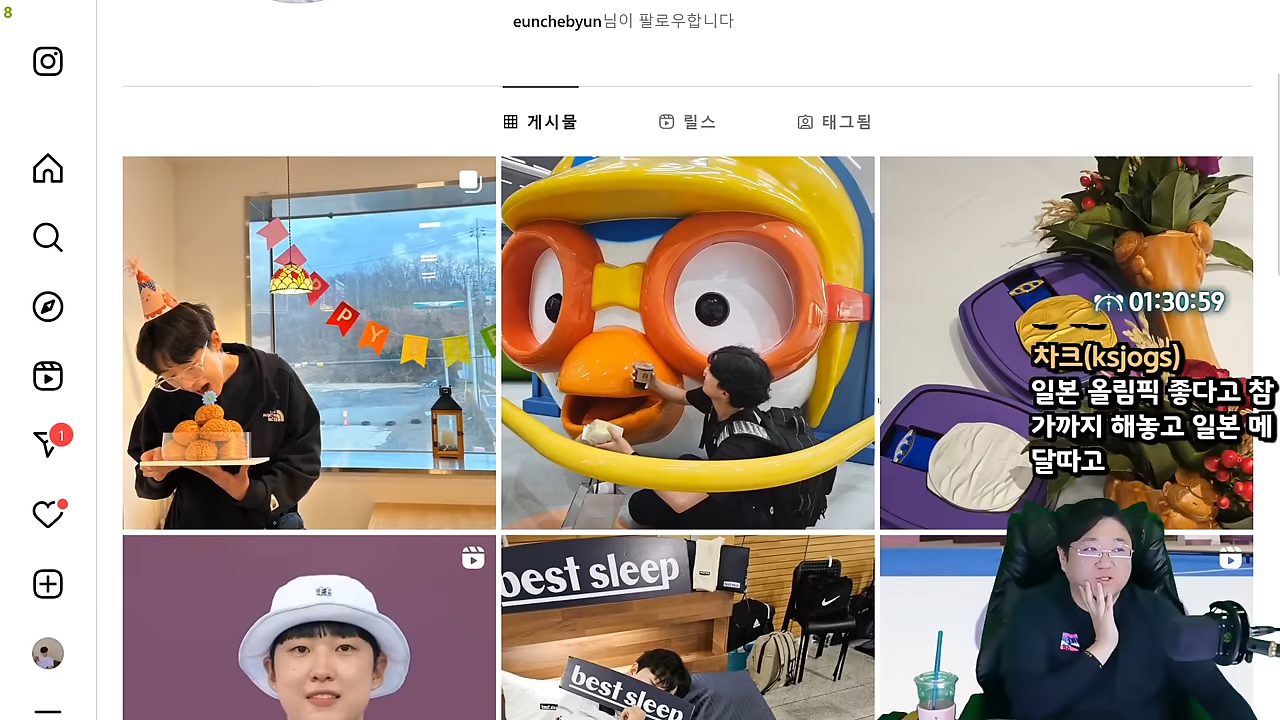 8
eunchebyun님이 팔로우합니다
게시물
릴스
태그됨
P
Y
01:30:59
차크(ksjogs)
일본 올림픽 좋다고 참
가까지 해놓고 일본 메
달따고
1
best sleep
best sleep